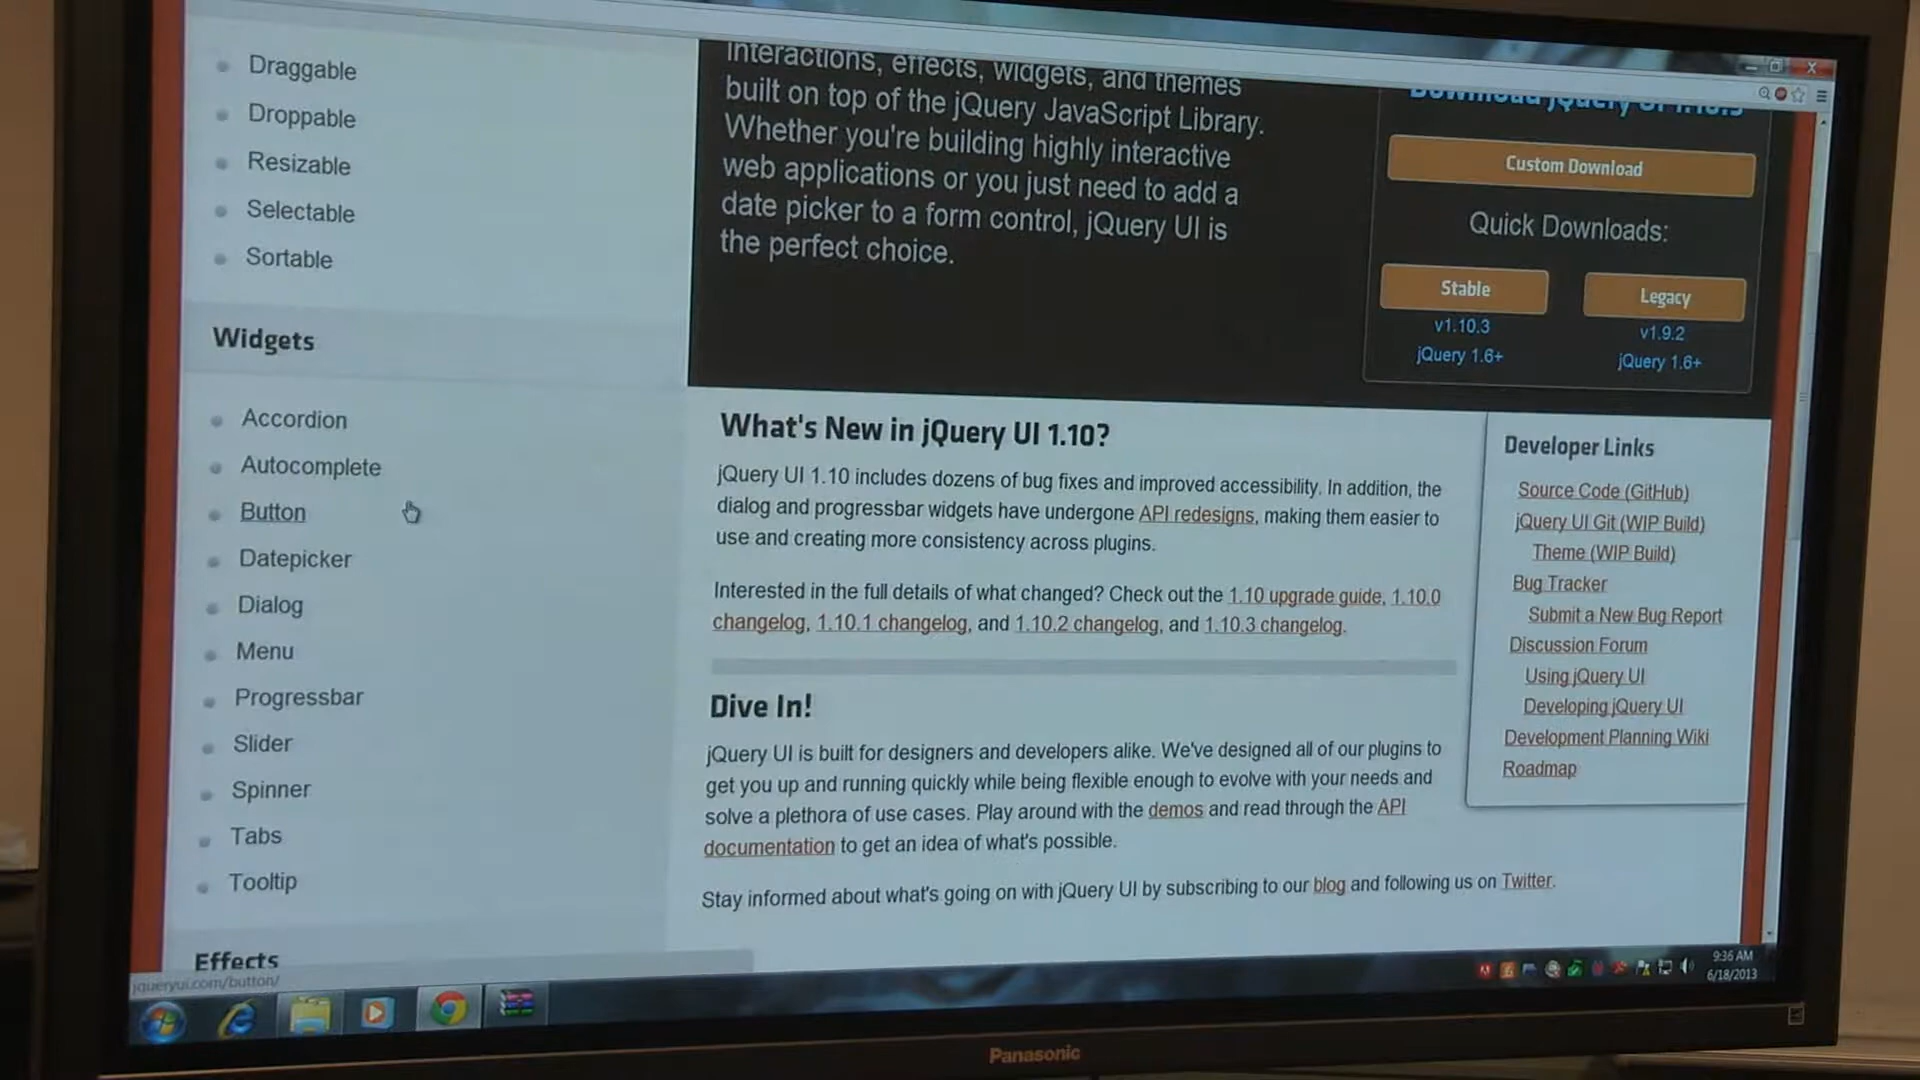 Draggable
Droppable
Resizable
Selectable
Sortable
Widgets
Accordion
Autocomplete
Button
Datepicker
Dialog
Menu
Progressbar
Slider
Spinner
Tabs
Tooltip
Effects
jqueryui.com/button/
interactions, effects, widgets, and themes
built on top of the jQuery JavaScript Library.
Whether you're building highly interactive
web applications or you just need to add a
date picker to a form control, jQuery UI is
the perfect choice.
Download jQuery UI 1.10.3
Custom Download
Quick Downloads:
Stable
v1.10.3
jQuery 1.6+
Legacy
v1.9.2
jQuery 1.6+
What's New in jQuery UI 1.10?
jQuery UI 1.10 includes dozens of bug fixes and improved accessibility. In addition, the
dialog and progressbar widgets have undergone API redesigns, making them easier to
use and creating more consistency across plugins.
Interested in the full details of what changed? Check out the 1.10 upgrade guide, 1.10.0
changelog, 1.10.1 changelog, and 1.10.2 changelog, and 1.10.3 changelog.
Dive In!
jQuery UI is built for designers and developers alike. We've designed all of our plugins to
get you up and running quickly while being flexible enough to evolve with your needs and
solve a plethora of use cases. Play around with the demos and read through the API
documentation to get an idea of what's possible.
Stay informed about what's going on with jQuery UI by subscribing to our blog and following us on Twitter.
Developer Links
Source Code (GitHub)
jQuery UI Git (WIP Build)
Theme (WIP Build)
Bug Tracker
Submit a New Bug Report
Discussion Forum
Using jQuery UI
Developing jQuery UI
Development Planning Wiki
Roadmap
9:36 AM
6/18/2013
Panasonic